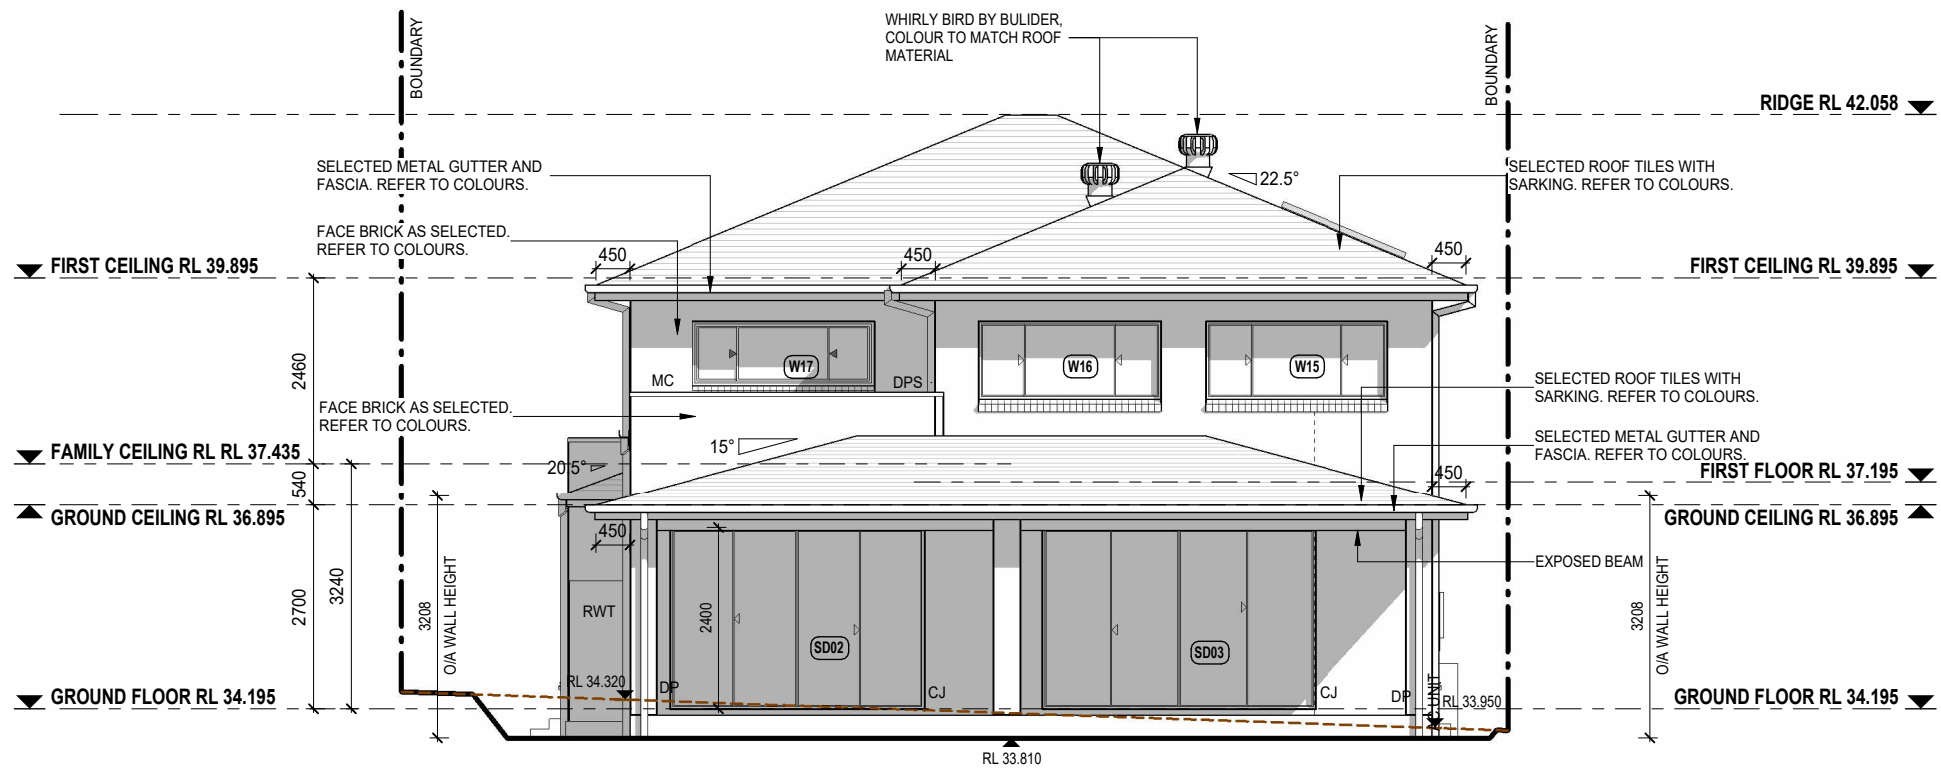 WHIRLY BIRD BY BULIDER,
COLOUR TO MATCH ROOF
MATERIAL
BOUNDARY
BOUNDARY
RIDGE RL 42.058
SELECTED METAL GUTTER AND
FASCIA. REFER TO COLOURS.
SELECTED ROOF TILES WITH
SARKING. REFER TO COLOURS.
22.5°
FACE BRICK AS SELECTED.
REFER TO COLOURS.
450
450
450
FIRST CEILING RL 39.895
FIRST CEILING RL 39.895
2460
W17
W16
W15
MC
DPS
SELECTED ROOF TILES WITH
SARKING. REFER TO COLOURS.
FACE BRICK AS SELECTED.
REFER TO COLOURS.
SELECTED METAL GUTTER AND
FASCIA. REFER TO COLOURS.
15°
FAMILY CEILING RL RL 37.435
20.5°
540
450
FIRST FLOOR RL 37.195
GROUND CEILING RL 36.895
GROUND CEILING RL 36.895
450
EXPOSED BEAM
2700
3240
3208
O/A WALL HEIGHT
RWT
2400
SD02
SD03
3208
O/A WALL HEIGHT
RL 34.320
DP
CJ
CJ
DP
A.C UNIT
RL 33.950
GROUND FLOOR RL 34.195
GROUND FLOOR RL 34.195
RL 33.810